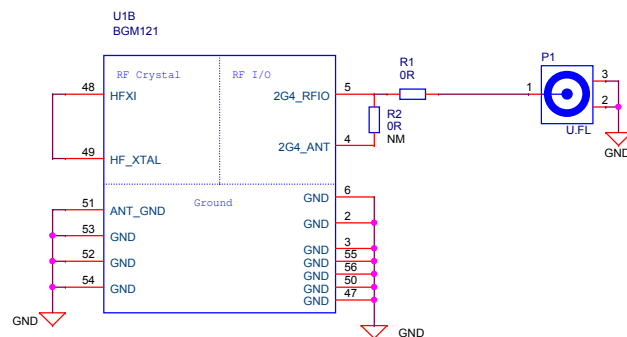 U1B
BGM121
RF Crystal
RF I/O
48
HFXI
49
HF_XTAL
5
2G4_RFIO
4
2G4_ANT
R1
0R
R2
0R
NM
P1
1
3
2
U.FL
GND
Ground
51
ANT_GND
53
GND
52
GND
54
GND
6
GND
2
GND
3
GND
55
GND
56
GND
50
GND
47
GND
GND
GND